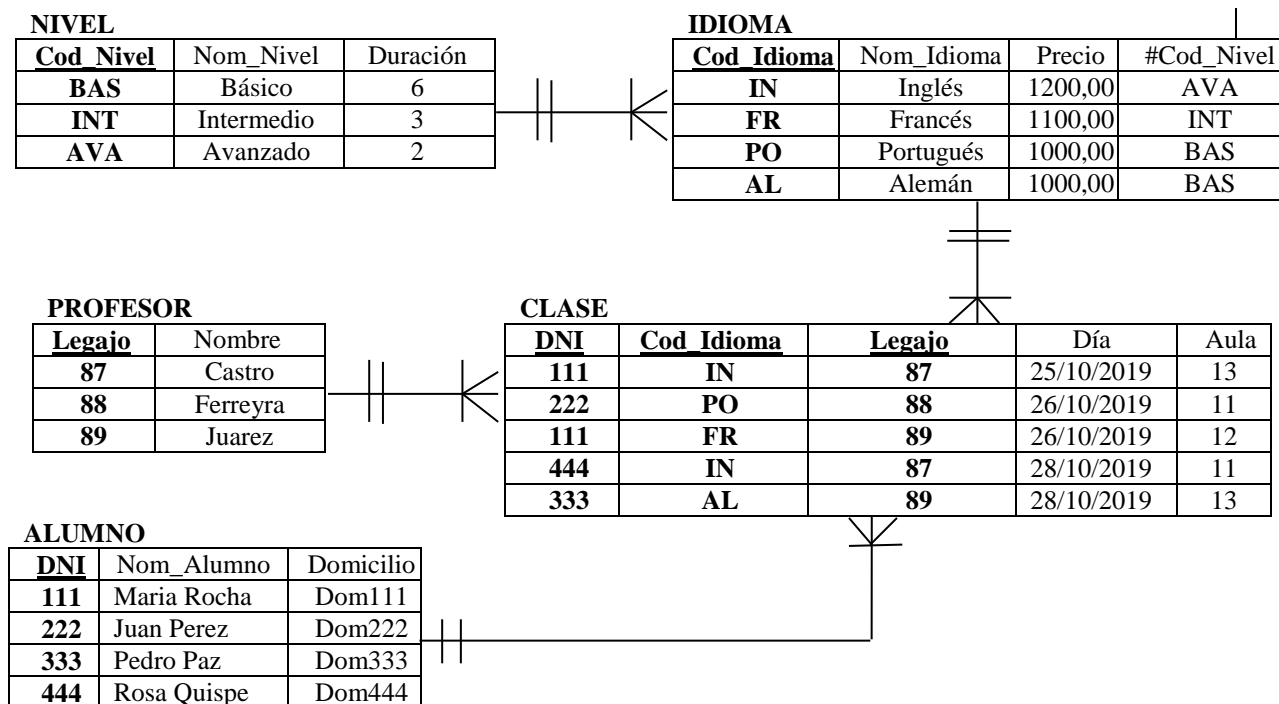 NIVEL
Cod_Nivel Nom_Nivel Duración
BAS Básico 6
INT Intermedio 3
AVA Avanzado 2
IDIOMA
Cod_Idioma Nom_Idioma Precio #Cod_Nivel
IN Inglés 1200,00 AVA
FR Francés 1100,00 INT
PO Portugués 1000,00 BAS
AL Alemán 1000,00 BAS
PROFESOR
Legajo Nombre
87 Castro
88 Ferreyra
89 Juarez
CLASE
DNI Cod_Idioma Legajo Día Aula
111 IN 87 25/10/2019 13
222 PO 88 26/10/2019 11
111 FR 89 26/10/2019 12
444 IN 87 28/10/2019 11
333 AL 89 28/10/2019 13
ALUMNO
DNI Nom_Alumno Domicilio
111 Maria Rocha Dom111
222 Juan Perez Dom222
333 Pedro Paz Dom333
444 Rosa Quispe Dom444